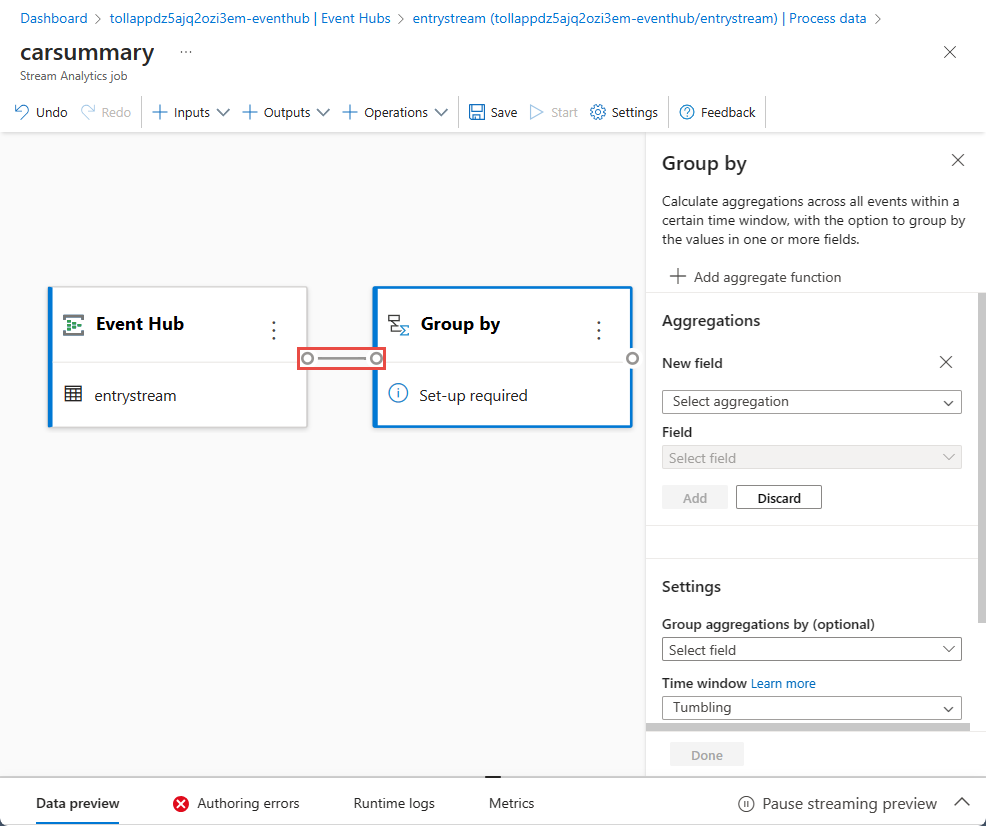 Dashboard > tollappdz5ajq2ozi3em-eventhub | Event Hubs > entrystream (tollappdz5ajq2ozi3em-eventhub/entrystream) | Process data >
carsummary ...
Stream Analytics job
Undo Redo Inputs Outputs Operations Save Start Settings Feedback
Event Hub
entrystream
Group by
Set-up required
Group by
Calculate aggregations across all events within a
certain time window, with the option to group by
the values in one or more fields.
Add aggregate function
Aggregations
New field
Select aggregation
Field
Select field
Add Discard
Settings
Group aggregations by (optional)
Select field
Time window Learn more
Tumbling
Done
Data preview Authoring errors Runtime logs Metrics Pause streaming preview